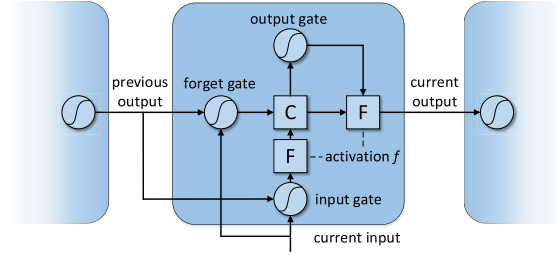 output gate
previous
output
forget gate
current
output
C
F
F
activation f
input gate
current input